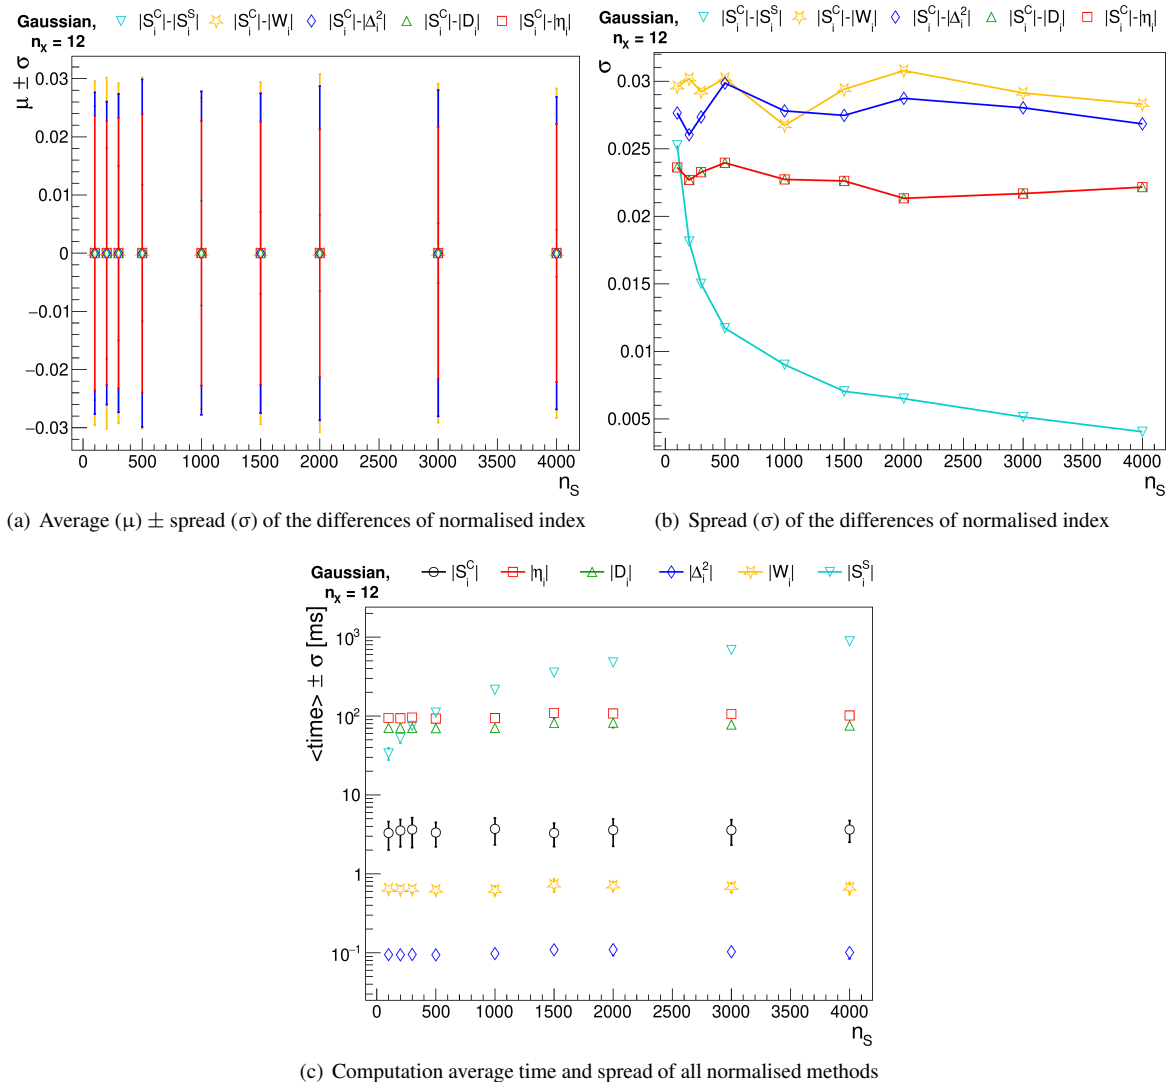 Gaussian, |S_i^C|-|S_i^S| |S_i^C|-|W_i| |S_i^C|-|Δ_i^2| |S_i^C|-|D_i| |S_i^C|-|η_i|
n_X = 12
μ ± σ
0.03
0.02
0.01
0
−0.01
−0.02
−0.03
0 500 1000 1500 2000 2500 3000 3500 4000
n_S
(a) Average (μ) ± spread (σ) of the differences of normalised index
Gaussian, |S_i^C|-|S_i^S| |S_i^C|-|W_i| |S_i^C|-|Δ_i^2| |S_i^C|-|D_i| |S_i^C|-|η_i|
n_X = 12
σ
0.03
0.025
0.02
0.015
0.01
0.005
0 500 1000 1500 2000 2500 3000 3500 4000
n_S
(b) Spread (σ) of the differences of normalised index
Gaussian, |S_i^C| |η_i| |D_i| |Δ_i^2| |W_i| |S_i^S|
n_X = 12
<time> ± σ [ms]
10^3
10^2
10
1
10^−1
0 500 1000 1500 2000 2500 3000 3500 4000
n_S
(c) Computation average time and spread of all normalised methods